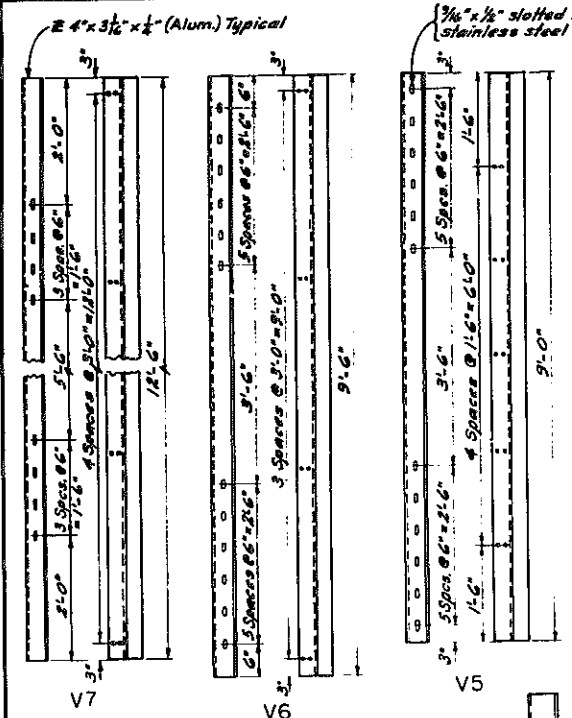 Z 4" x 3 1/16" x 1/4" (Alum.) Typical
3"
2'-0"
3 Spcs. @ 6"
= 1'-6"
5'-6"
3 Spcs. @ 6"
= 1'-6"
2'-0"
4 Spaces @ 3'-0" = 12'-0"
12'-6"
3"
V7
6"
5 Spaces @ 6" = 2'-6"
3'-6"
5 Spaces @ 6" = 2'-6"
6"
3"
3 Spaces @ 3'-0" = 9'-0"
9'-6"
3"
V6
9/16" x 1/2" slotted
stainless steel
3"
5 Spcs. @ 6" = 2'-6"
3'-6"
5 Spcs. @ 6" = 2'-6"
3"
1'-6"
4 Spaces @ 1'-6" = 6'-0"
1'-6"
9'-0"
V5